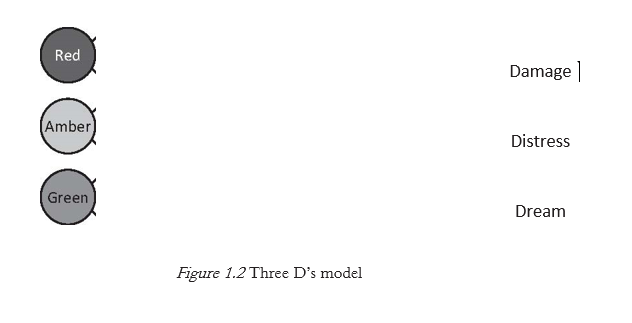 Red
Damage
Amber
Distress
Green
Dream
Figure 1.2 Three D's model